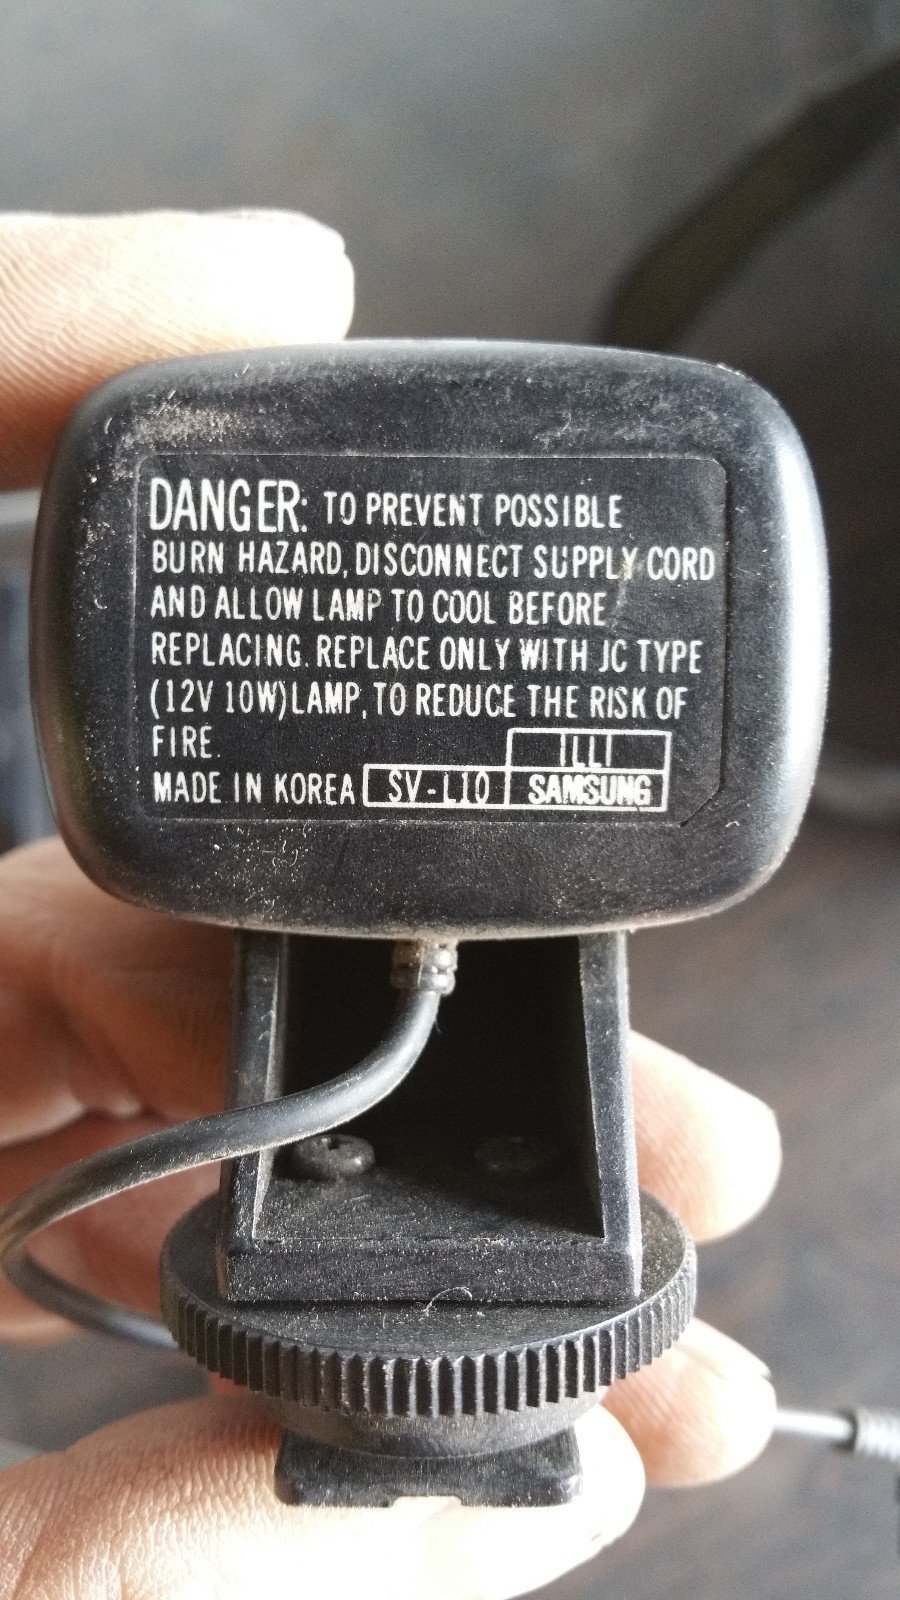 DANGER: TO PREVENT POSSIBLE
BURN HAZARD, DISCONNECT SUPPLY CORD
AND ALLOW LAMP TO COOL BEFORE
REPLACING. REPLACE ONLY WITH JC TYPE
(12V 10W)LAMP, TO REDUCE THE RISK OF
FIRE.
ILLI
MADE IN KOREA SV-L10 SAMSUNG